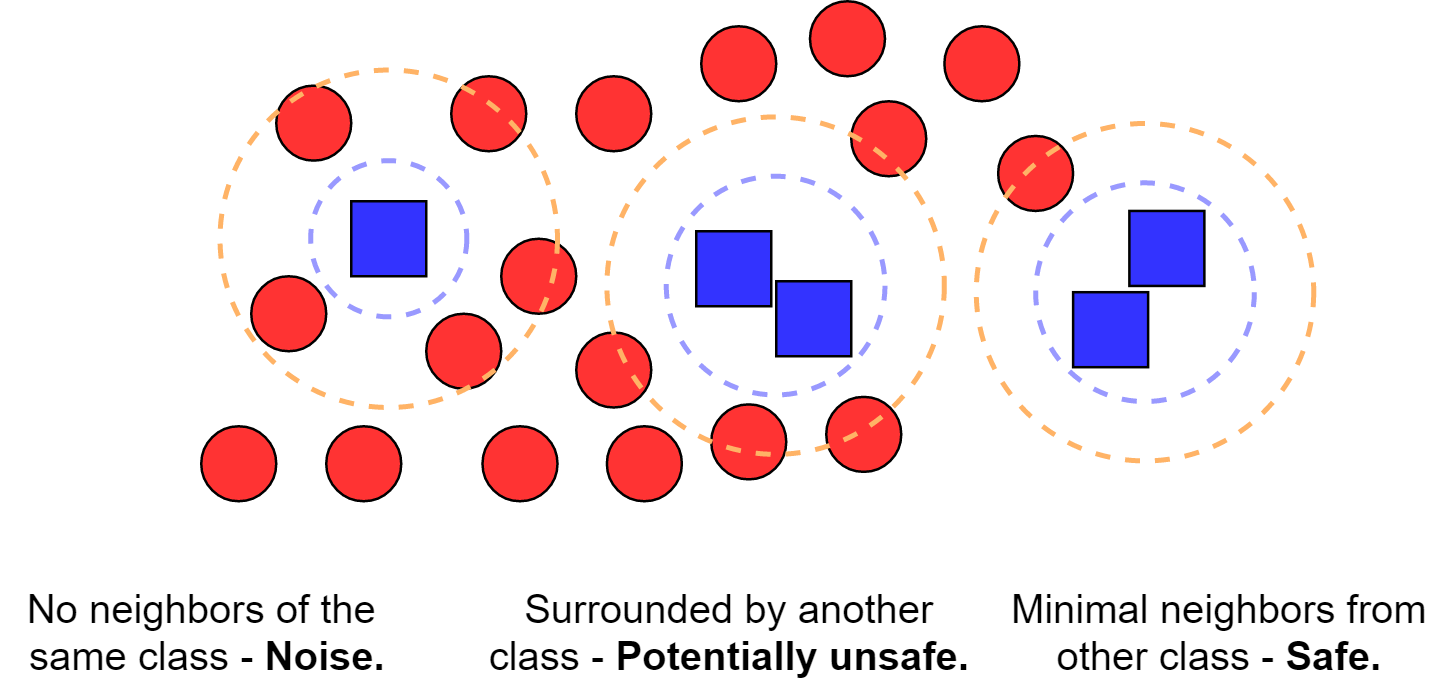 No neighbors of the
same class - Noise.
Surrounded by another
class - Potentially unsafe.
Minimal neighbors from
other class - Safe.